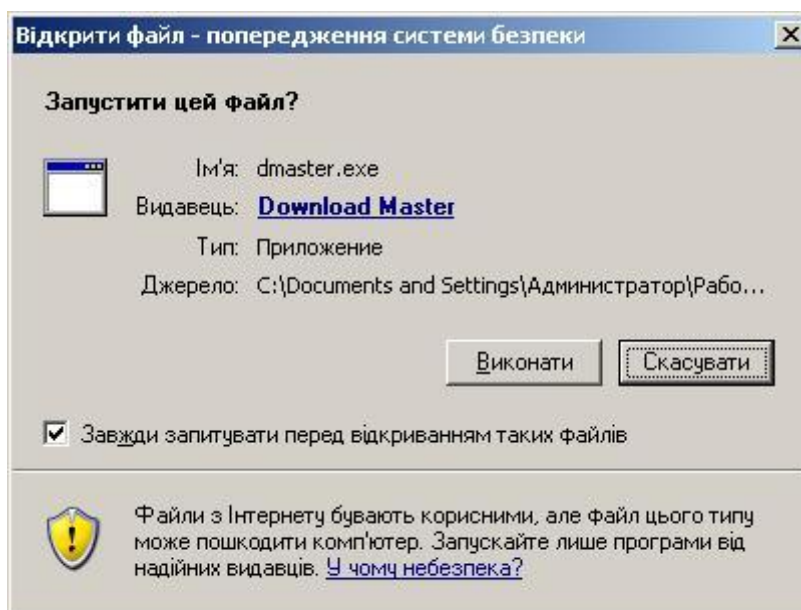 Відкрити файл - попередження системи безпеки
Запустити цей файл?
Ім'я: dmaster.exe
Видавець: Download Master
Тип: Приложение
Джерело: C:\Documents and Settings\Администратор\Рабо...
Виконати Скасувати
Завжди запитувати перед відкриванням таких файлів
Файли з Інтернету бувають корисними, але файл цього типу
може пошкодити комп'ютер. Запускайте лише програми від
надійних видавців. У чому небезпека?